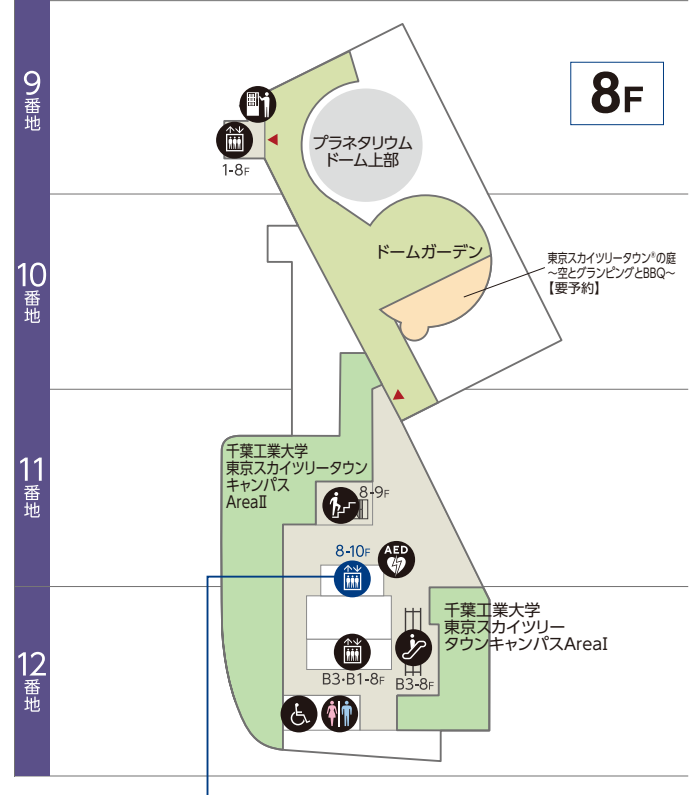 9
番地
8F
プラネタリウム
ドーム上部
1-8F
10
番地
ドームガーデン
東京スカイツリータウン®の庭
～空とグランピングとBBQ～
【要予約】
11
番地
千葉工業大学
東京スカイツリータウン
キャンパス
AreaII
8-9F
8-10F
AED
12
番地
千葉工業大学
東京スカイツリー
タウンキャンパスAreaI
B3・B1-8F
B3-8F